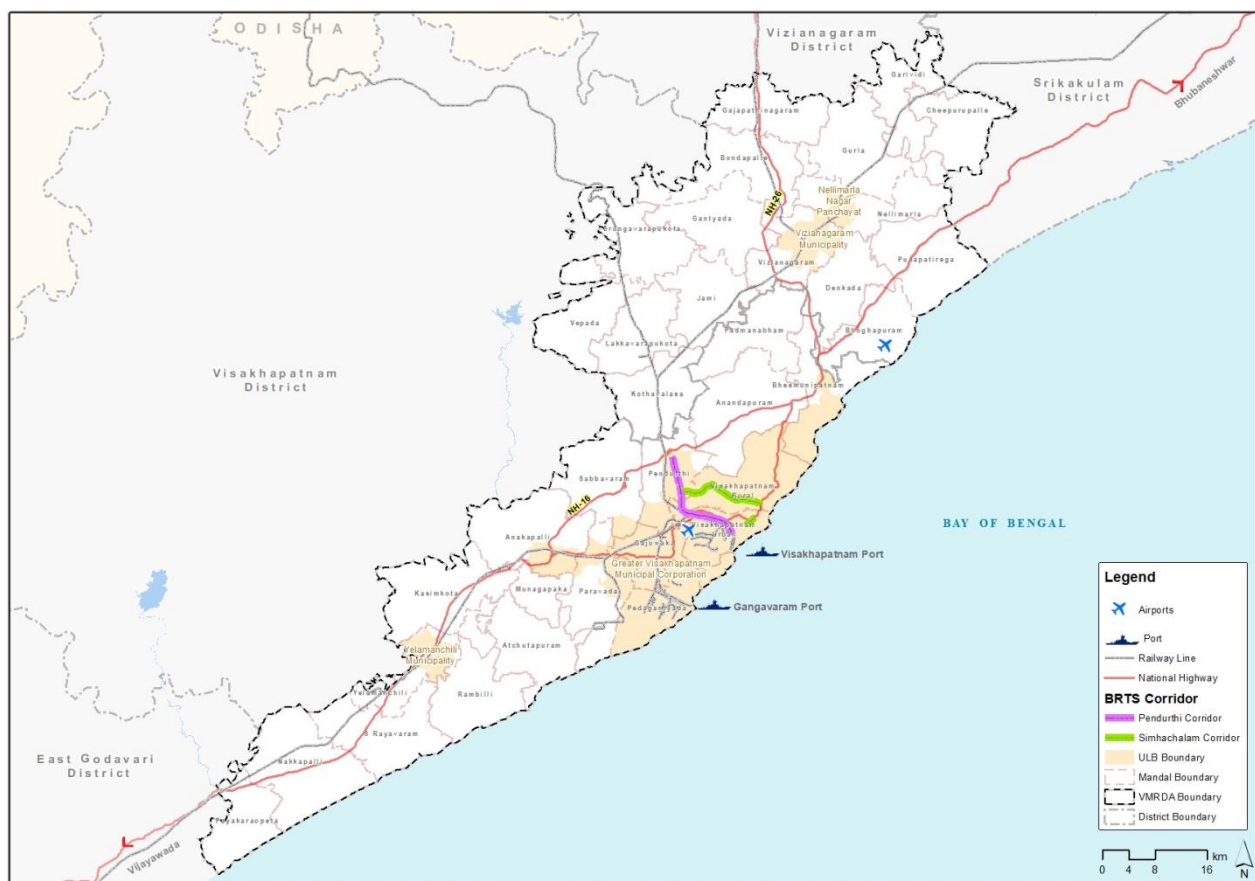 ODISHA
Vizianagaram
District
Srikakulam
District
Bhubaneshwar
Garividi
Cheepurupalle
Gajapathinagaram
Gurla
Bondapalle
NH-26
Nellimarla
Nagar
Panchayat
Nellimarla
Gantyada
Srungavarapukota
Vizianagaram
Municipality
Vizianagaram
Pusapatirega
Denkada
Jami
Bhoghapuram
Padmanabham
Vepada
Lakkavarapukota
Visakhapatnam
District
Bheemunipatnam
Kothavalasa
Anandapuram
Pendurthi
Sabbavaram
Visakhapatnam
Rural
NH-16
BAY OF BENGAL
Visakhapatnam
Urban
Anakapalli
Gajuwaka
Visakhapatnam Port
Greater Visakhapatnam
Municipal Corporation
Kasimkota
Munagapaka
Paravada
Pedagantyada
Gangavaram Port
Atchutapuram
Yelamanchili
Municipality
Yelamanchili
Rambilli
S Rayavaram
East Godavari
District
Nakkapalli
Payakaraopeta
Vijayawada
Legend
Airports
Port
Railway Line
National Highway
BRTS Corridor
Pendurthi Corridor
Simhachalam Corridor
ULB Boundary
Mandal Boundary
VMRDA Boundary
District Boundary
km
0 4 8 16
N